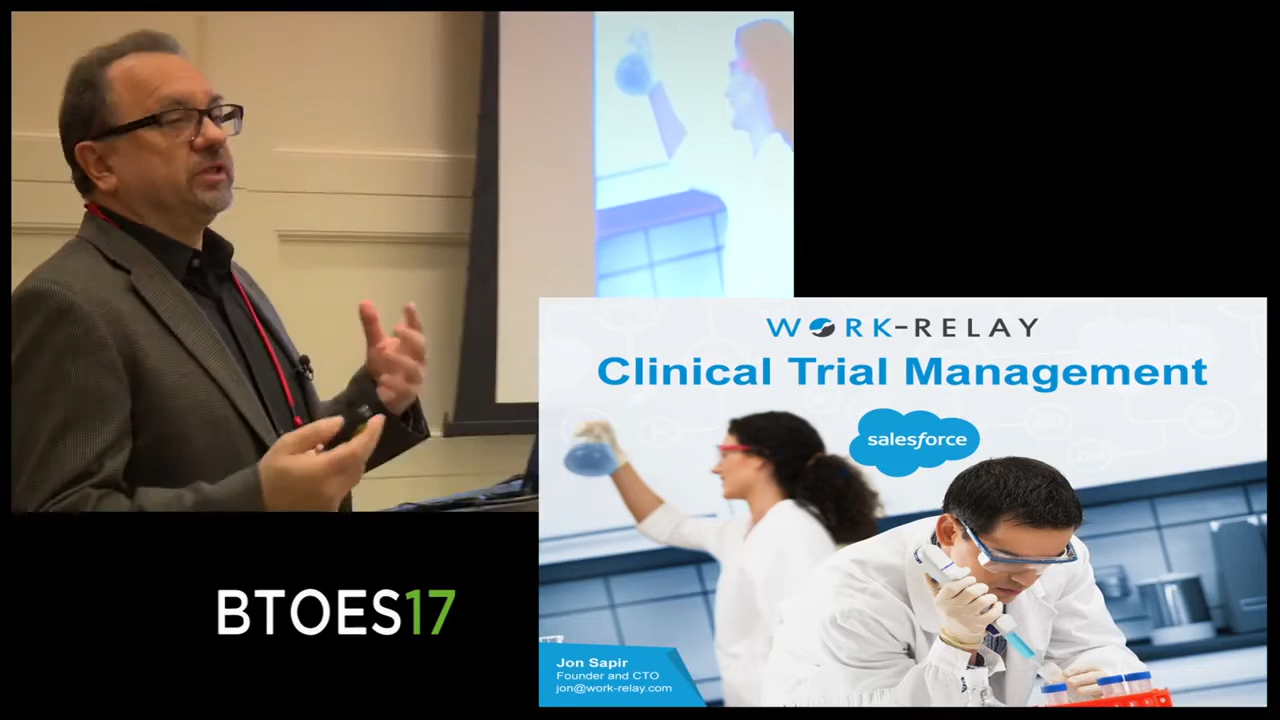 WORK-RELAY
Clinical Trial Management
salesforce
BTOES17
Jon Sapir
Founder and CTO
jon@work-relay.com